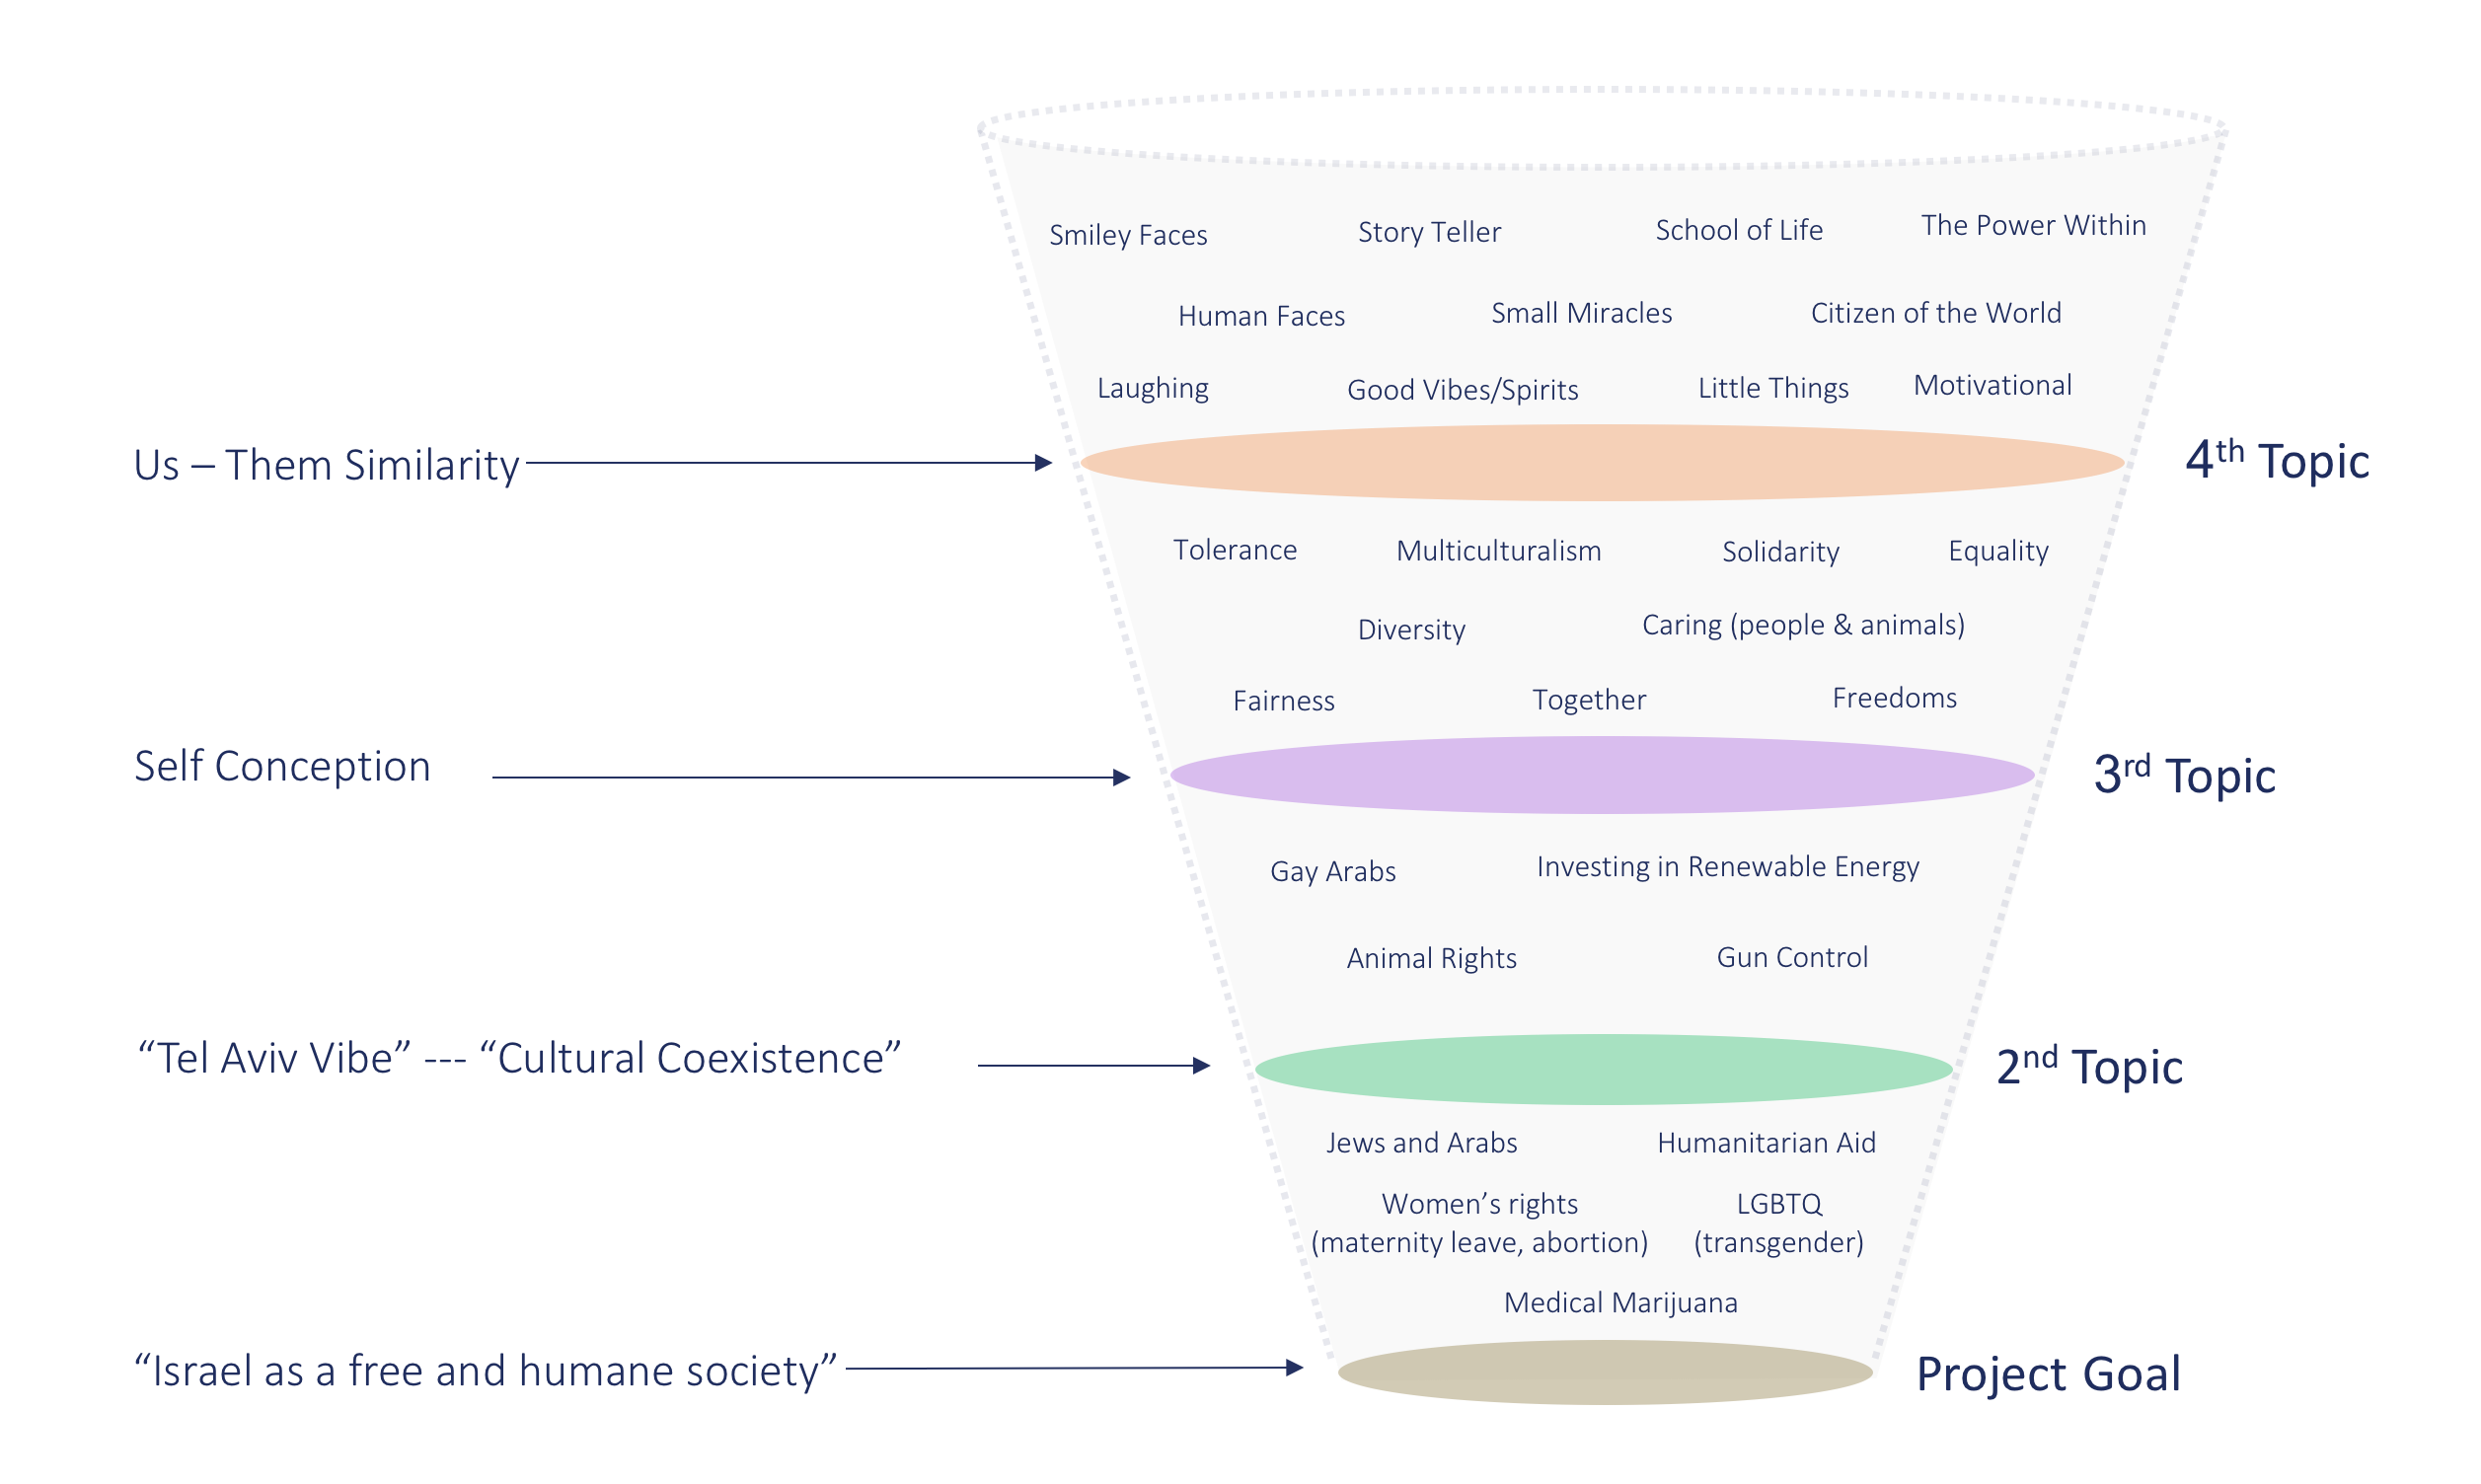 Smiley Faces
Story Teller
School of Life
The Power Within
Human Faces
Small Miracles
Citizen of the World
Laughing
Good Vibes/Spirits
Little Things
Motivational
Us – Them Similarity
4th Topic
Tolerance
Multiculturalism
Solidarity
Equality
Diversity
Caring (people & animals)
Fairness
Together
Freedoms
Self Conception
3rd Topic
Gay Arabs
Investing in Renewable Energy
Animal Rights
Gun Control
“Tel Aviv Vibe” --- “Cultural Coexistence”
2nd Topic
Jews and Arabs
Humanitarian Aid
Women’s rights
(maternity leave, abortion)
LGBTQ
(transgender)
Medical Marijuana
“Israel as a free and humane society”
Project Goal